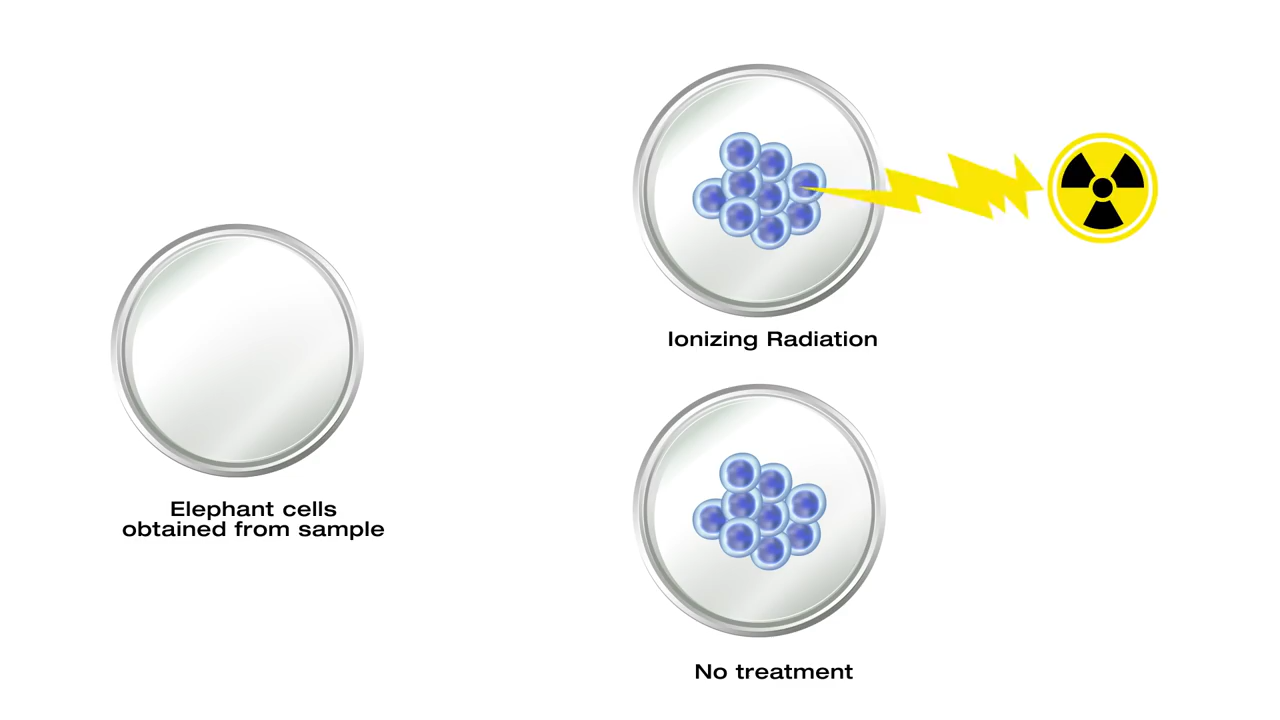 Elephant cells
obtained from sample
Ionizing Radiation
No treatment